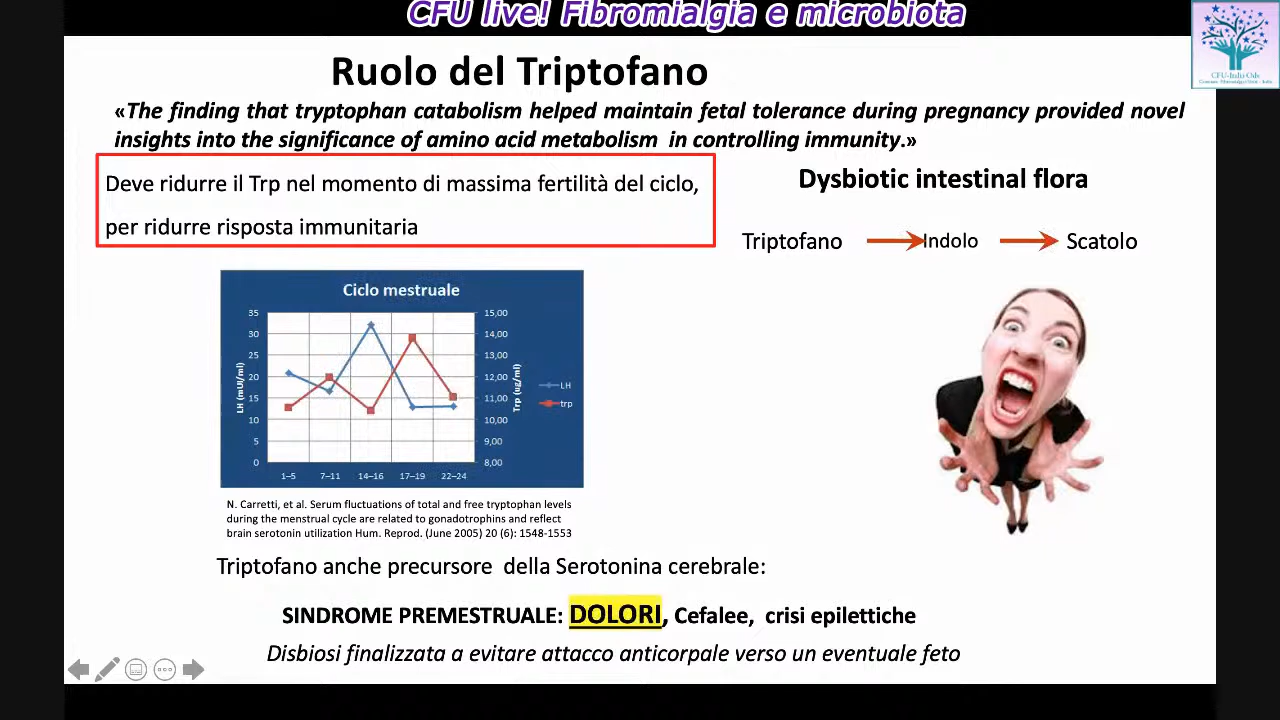 CFU live! Fibromialgia e microbiota
CFU-Italia Odv
Ruolo del Triptofano
«The finding that tryptophan catabolism helped maintain fetal tolerance during pregnancy provided novel
insights into the significance of amino acid metabolism in controlling immunity.»
Deve ridurre il Trp nel momento di massima fertilità del ciclo,
per ridurre risposta immunitaria
Dysbiotic intestinal flora
Triptofano Indolo Scatolo
Ciclo mestruale
35 15,00
30 14,00
25 13,00
20 12,00
15 11,00
10 10,00
5 9,00
0 8,00
LH (mUI/ml)
Trp (ug/ml)
LH
trp
1–5 7–11 14–16 17–19 22–24
N. Carretti, et al. Serum fluctuations of total and free tryptophan levels
during the menstrual cycle are related to gonadotrophins and reflect
brain serotonin utilization Hum. Reprod. (June 2005) 20 (6): 1548-1553
Triptofano anche precursore della Serotonina cerebrale:
SINDROME PREMESTRUALE: DOLORI, Cefalee, crisi epilettiche
Disbiosi finalizzata a evitare attacco anticorpale verso un eventuale feto